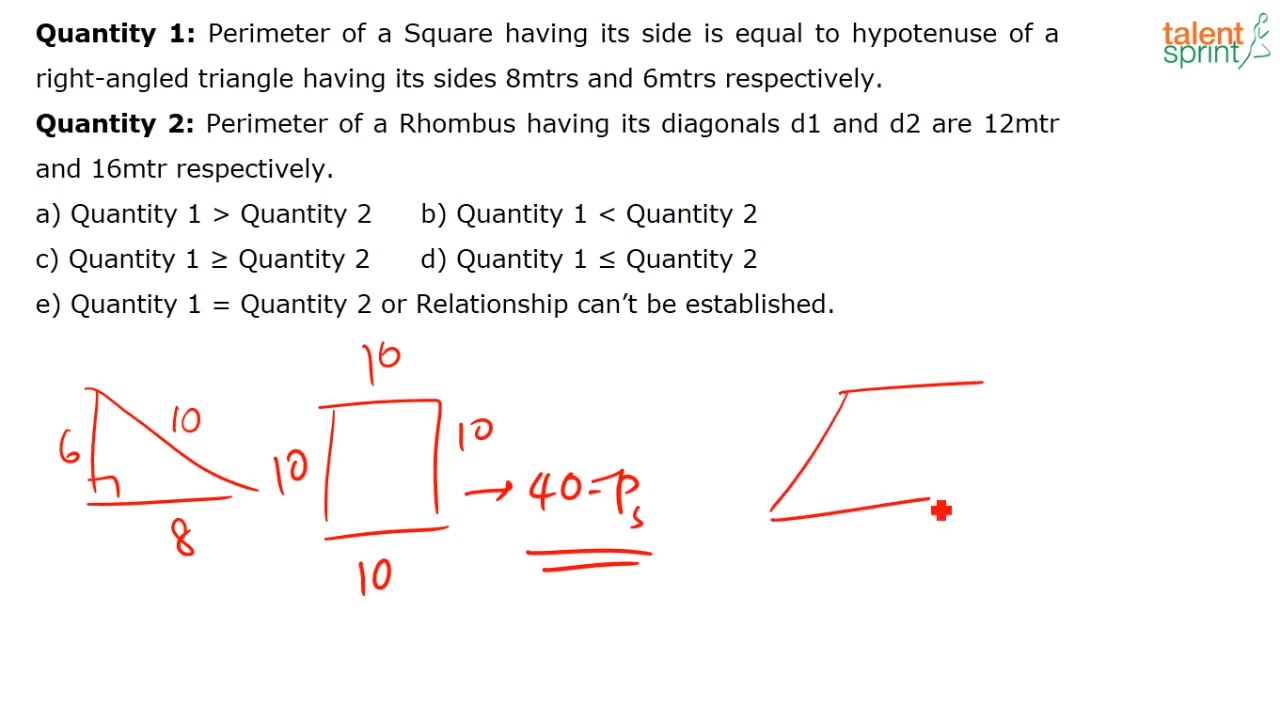 Quantity 1: Perimeter of a Square having its side is equal to hypotenuse of a
right-angled triangle having its sides 8mtrs and 6mtrs respectively.
talent
sprint
Quantity 2: Perimeter of a Rhombus having its diagonals d1 and d2 are 12mtr
and 16mtr respectively.
a) Quantity 1 > Quantity 2 b) Quantity 1 < Quantity 2
c) Quantity 1 ≥ Quantity 2 d) Quantity 1 ≤ Quantity 2
e) Quantity 1 = Quantity 2 or Relationship can't be established.
6
10
8
10
10
10
10
40 = Ps